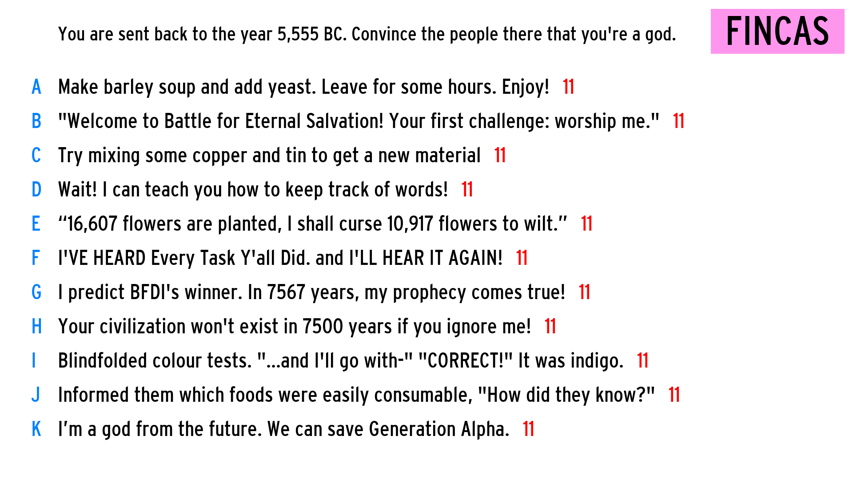 You are sent back to the year 5,555 BC. Convince the people there that you're a god.
FINCAS
A Make barley soup and add yeast. Leave for some hours. Enjoy! 11
B "Welcome to Battle for Eternal Salvation! Your first challenge: worship me." 11
C Try mixing some copper and tin to get a new material 11
D Wait! I can teach you how to keep track of words! 11
E “16,607 flowers are planted, I shall curse 10,917 flowers to wilt.” 11
F I'VE HEARD Every Task Y'all Did. and I'LL HEAR IT AGAIN! 11
G I predict BFDI's winner. In 7567 years, my prophecy comes true! 11
H Your civilization won't exist in 7500 years if you ignore me! 11
I Blindfolded colour tests. "...and I'll go with-" "CORRECT!" It was indigo. 11
J Informed them which foods were easily consumable, "How did they know?" 11
K I’m a god from the future. We can save Generation Alpha. 11